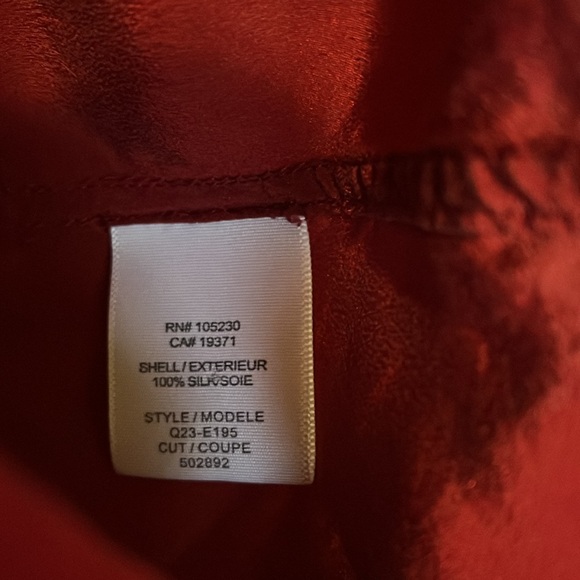 RN# 105230
CA# 19371
SHELL / EXTERIEUR
100% SILK/SOIE
STYLE / MODELE
Q23-E195
CUT / COUPE
502892